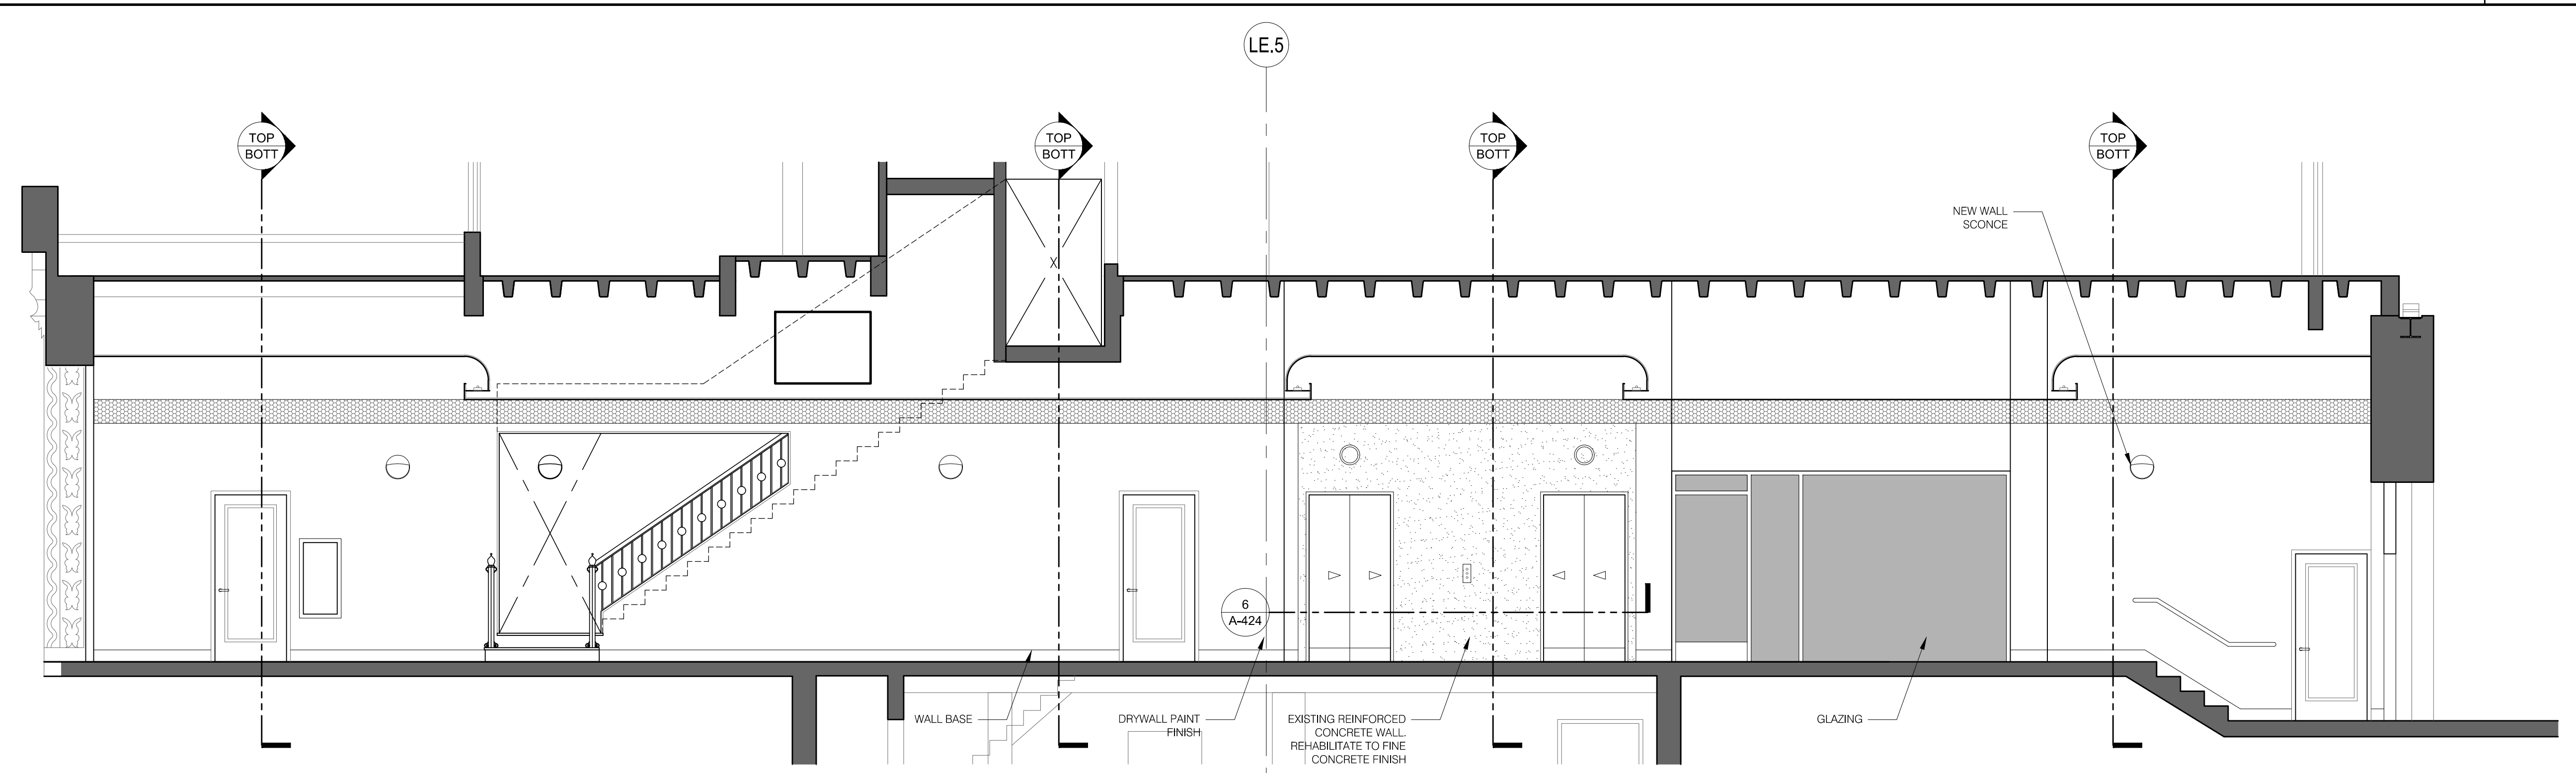 LE.5
TOP
BOTT
TOP
BOTT
TOP
BOTT
TOP
BOTT
NEW WALL
SCONCE
X
6
A-424
WALL BASE
DRYWALL PAINT
FINISH
EXISTING REINFORCED
CONCRETE WALL.
REHABILITATE TO FINE
CONCRETE FINISH
GLAZING